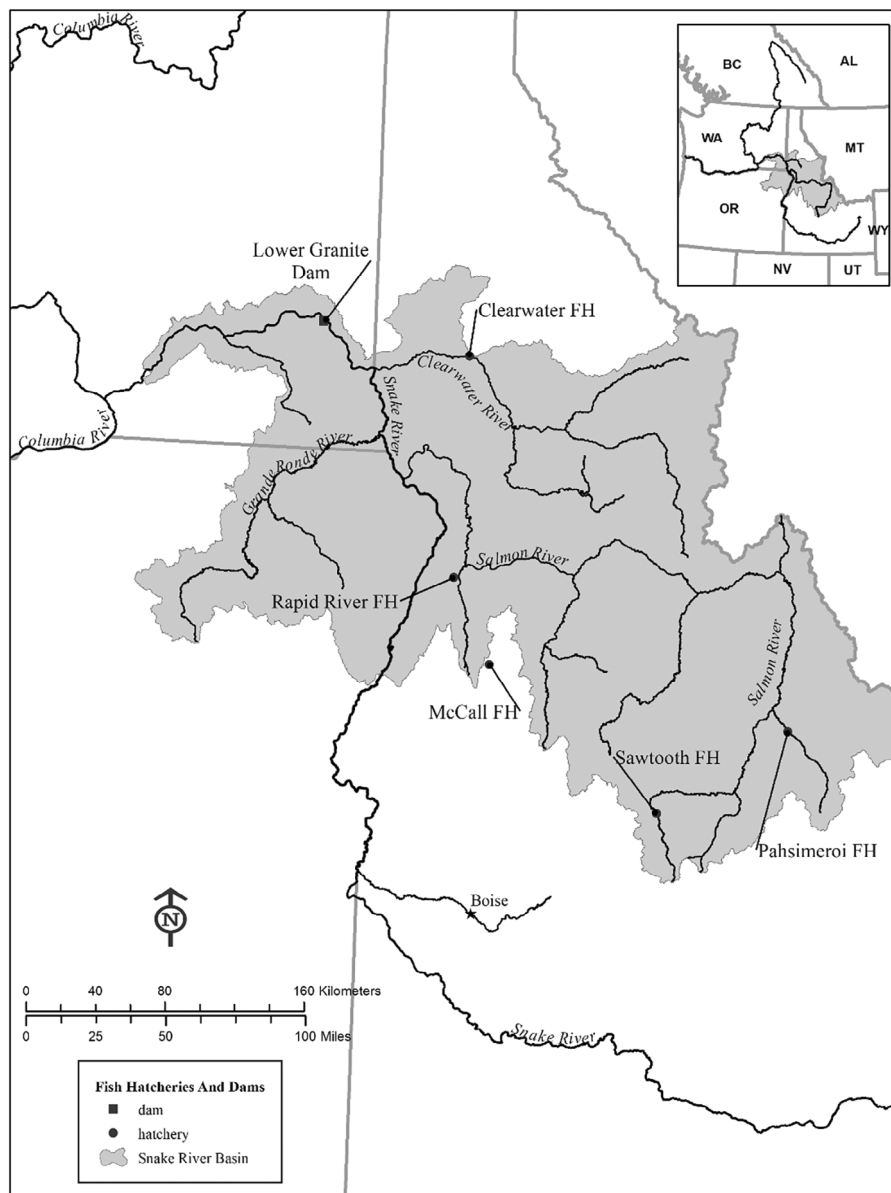 Columbia River
BC
AL
WA
MT
OR
WY
NV
UT
Lower Granite
Dam
Clearwater FH
Clearwater River
Snake River
Columbia River
Grande Ronde River
Salmon River
Rapid River FH
McCall FH
Salmon River
Sawtooth FH
Pahsimeroi FH
Boise
N
0 40 80 160 Kilometers
0 25 50 100 Miles
Snake River
Fish Hatcheries And Dams
dam
hatchery
Snake River Basin